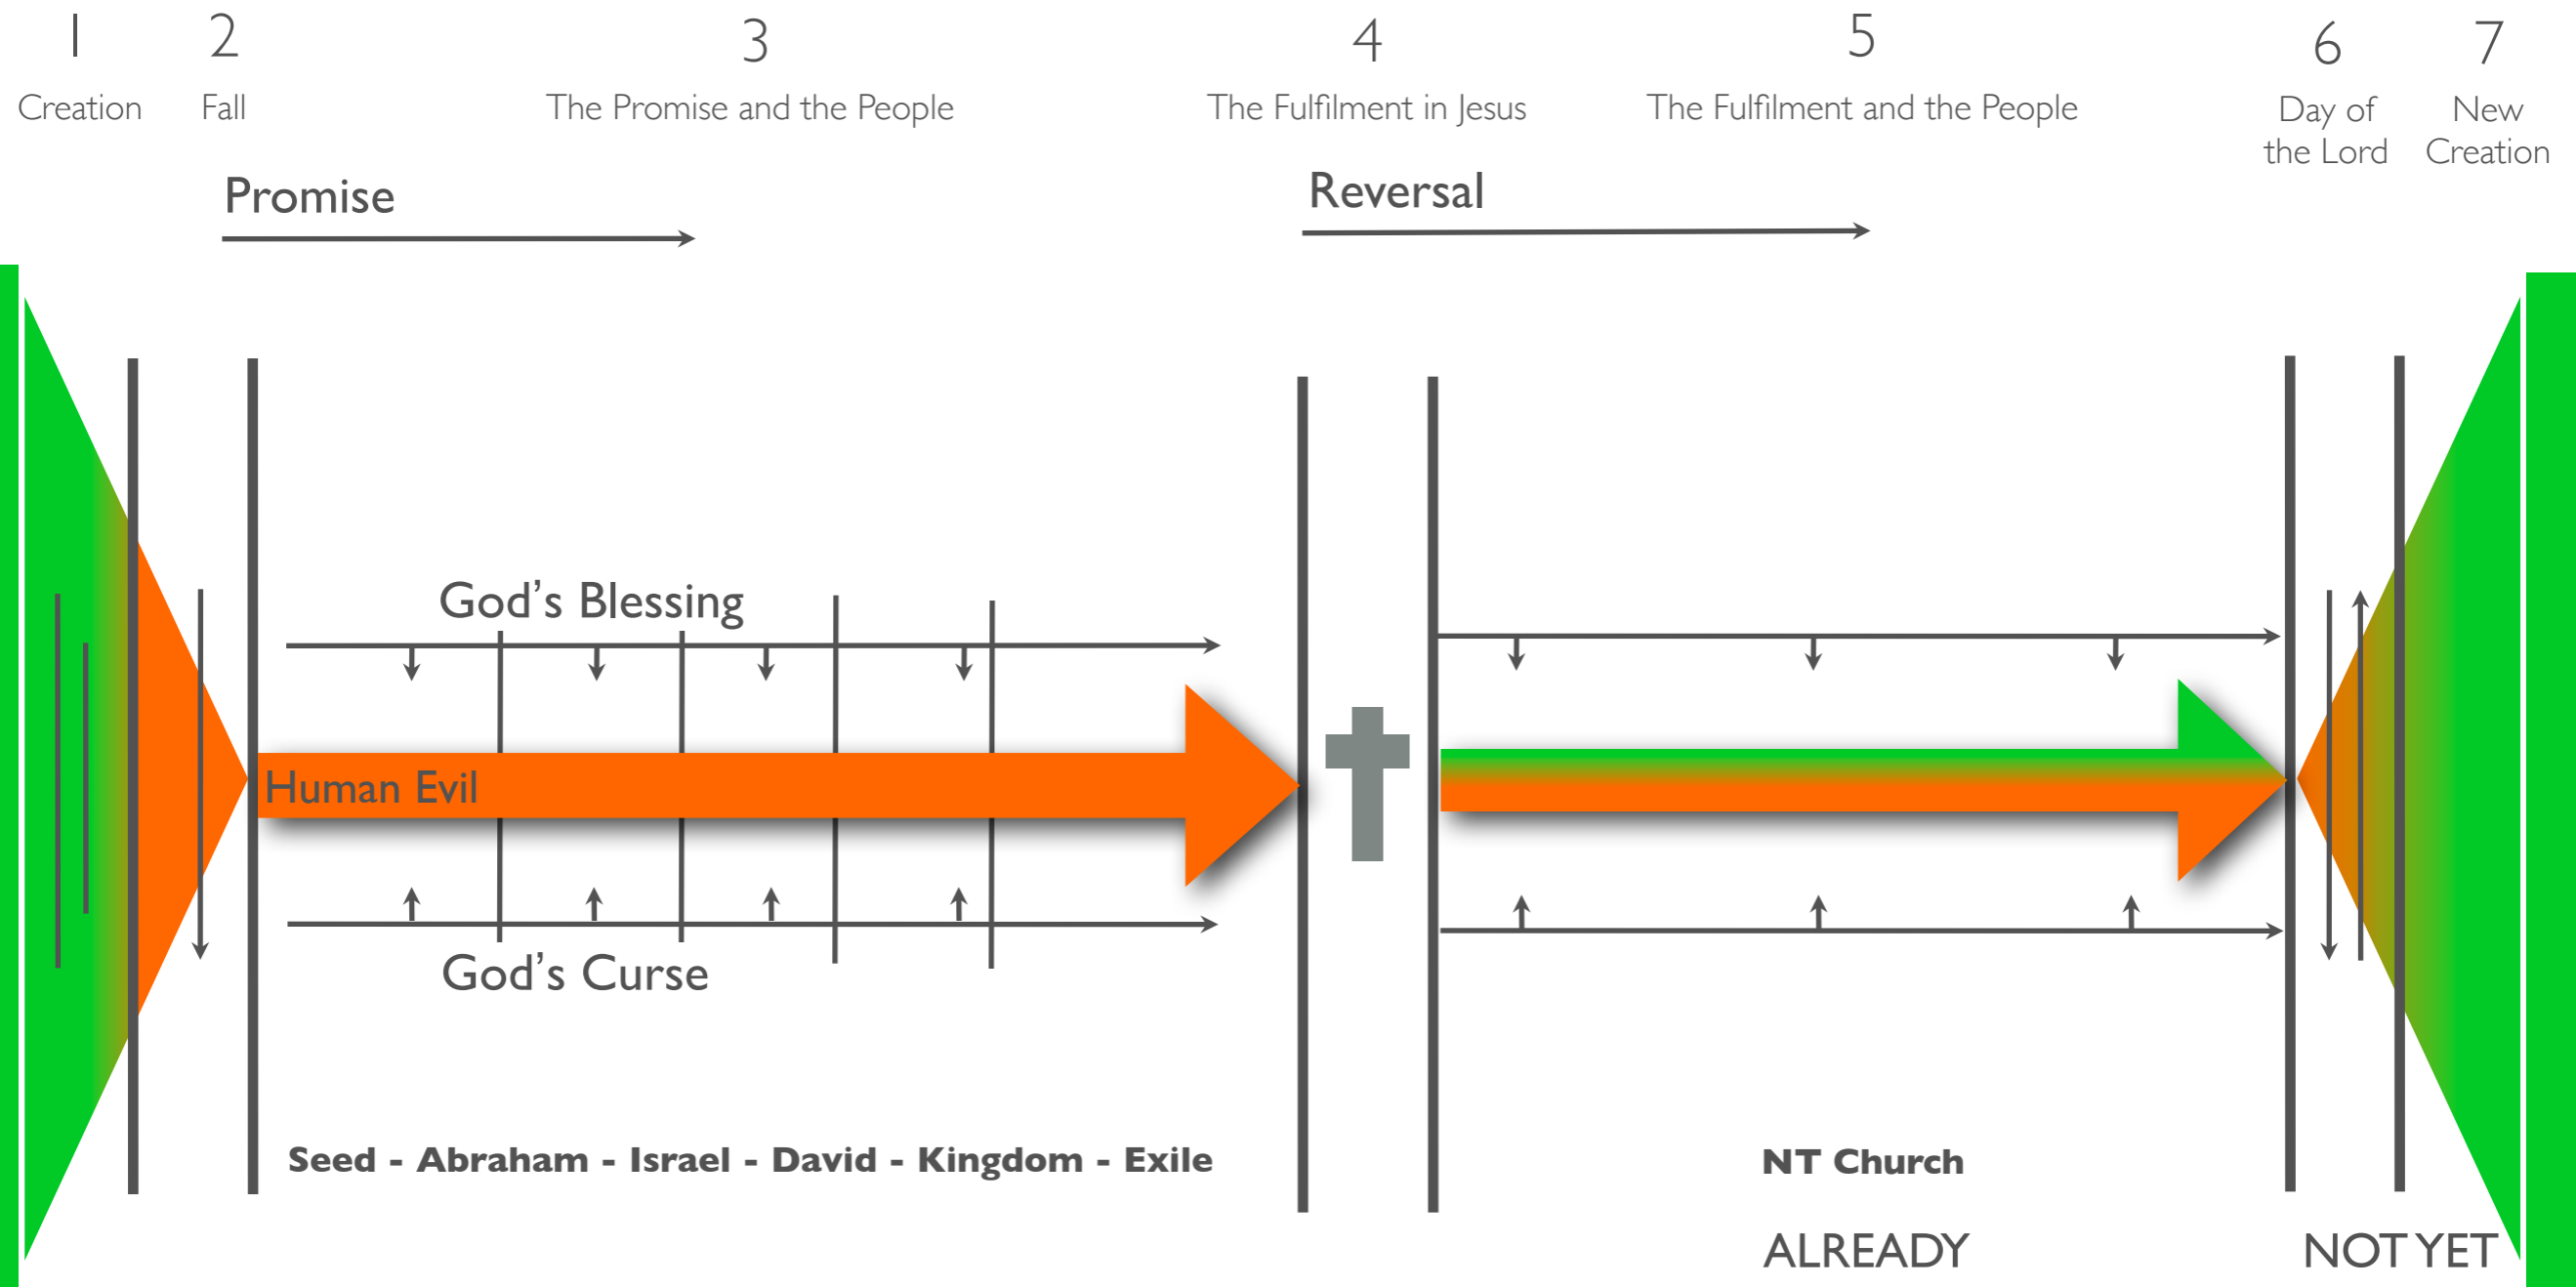 1
2
3
4
5
6
7
Creation
Fall
The Promise and the People
The Fulfilment in Jesus
The Fulfilment and the People
Day of
the Lord
New
Creation
Promise
Reversal
God's Blessing
Human Evil
God's Curse
Seed - Abraham - Israel - David - Kingdom - Exile
NT Church
ALREADY
NOT YET